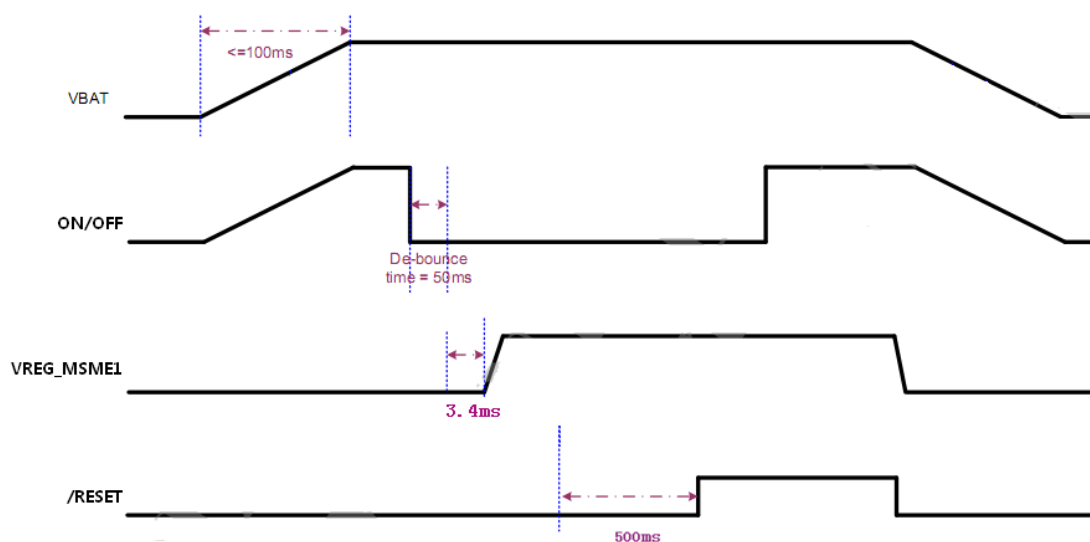 <=100ms
VBAT
ON/OFF
De-bounce
time = 50ms
VREG_MSME1
3.4ms
/RESET
500ms